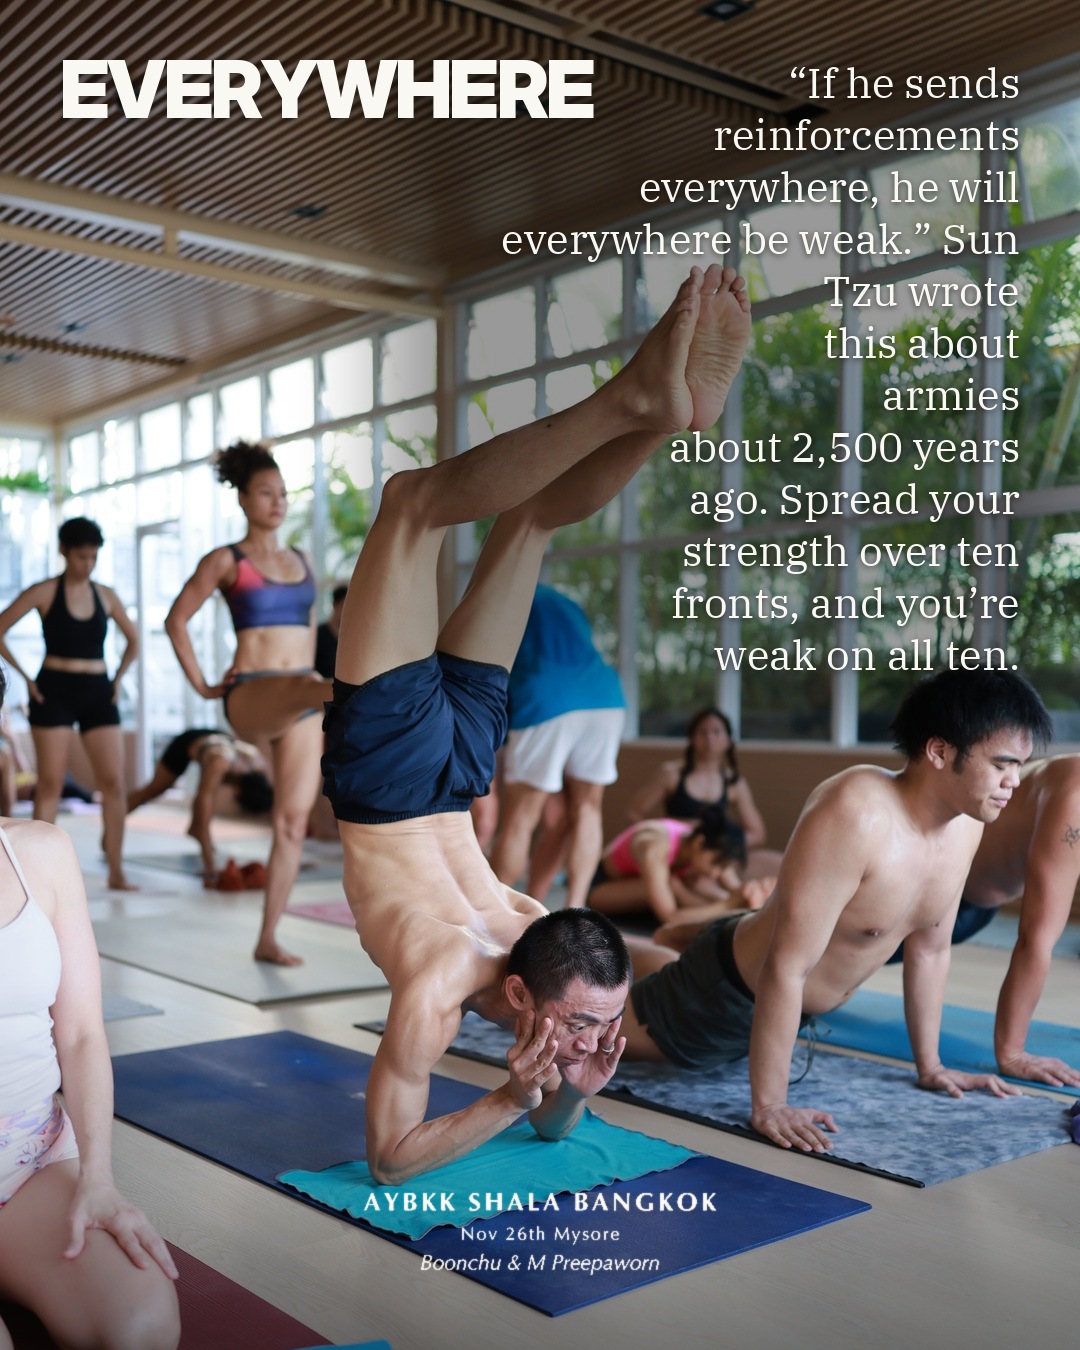 EVERYWHERE
“If he sends
reinforcements
everywhere, he will
everywhere be weak.” Sun
Tzu wrote
this about
armies
about 2,500 years
ago. Spread your
strength over ten
fronts, and you’re
weak on all ten.
AYBKK SHALA BANGKOK
Nov 26th Mysore
Boonchu & M Preepaworn